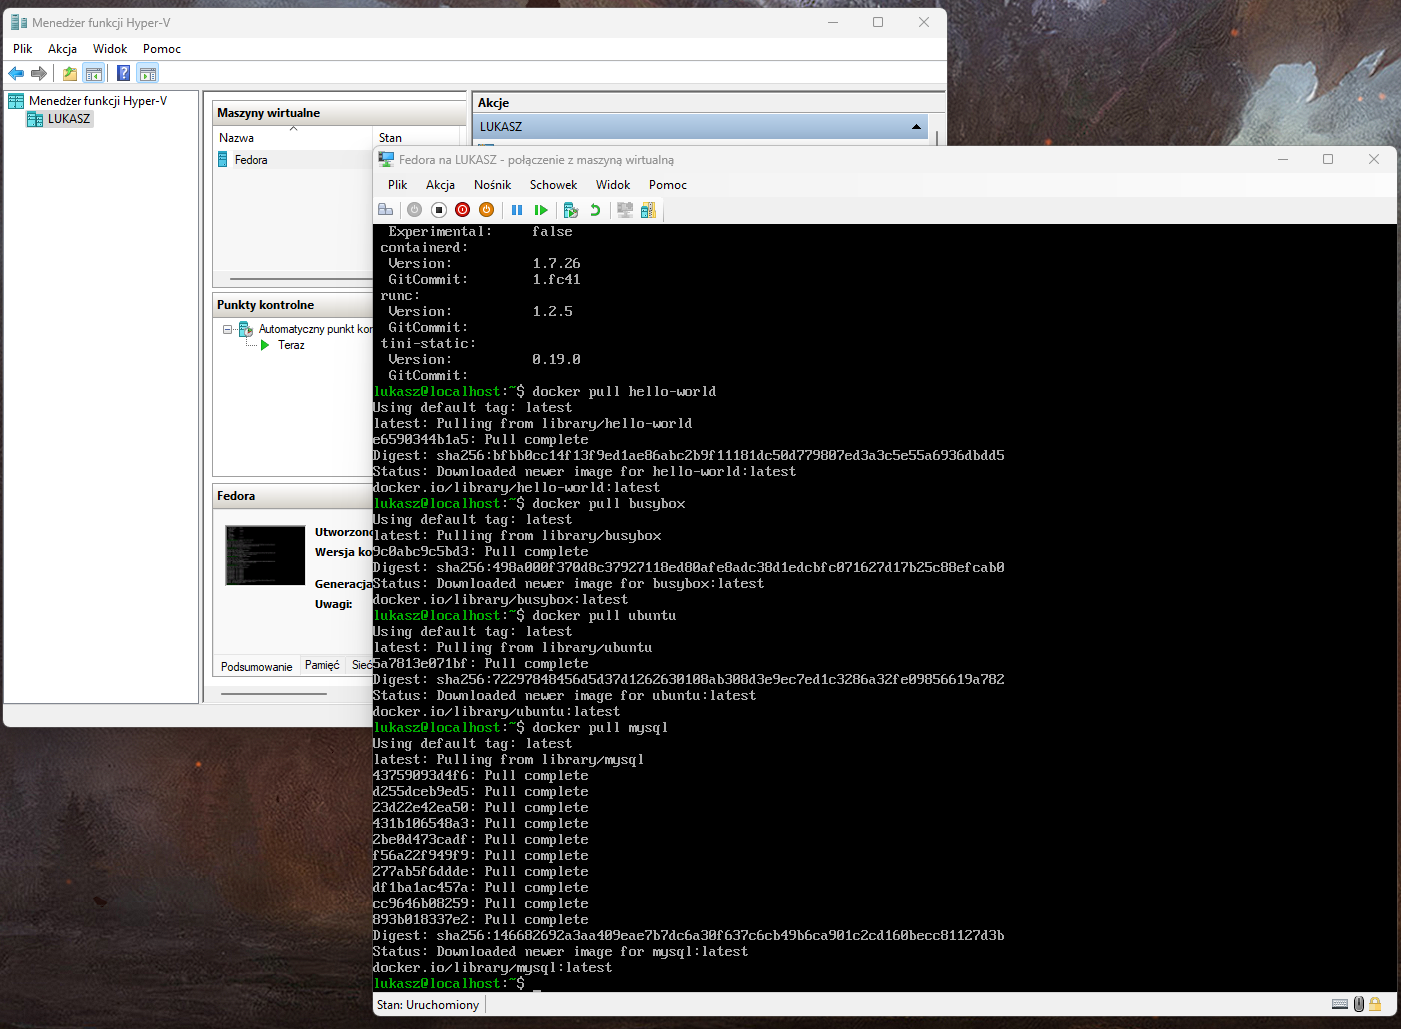 Menedżer funkcji Hyper-V
Plik Akcja Widok Pomoc
Menedżer funkcji Hyper-V
LUKASZ
Maszyny wirtualne
Nazwa Stan
Fedora
Punkty kontrolne
Automatyczny punkt kon
Teraz
Fedora
Utworzono
Wersja ko
Generacja
Uwagi:
Podsumowanie Pamięć Sieć
Akcje
LUKASZ
Fedora na LUKASZ - połączenie z maszyną wirtualną
Plik Akcja Nośnik Schowek Widok Pomoc
Experimental: false
containerd:
Version: 1.7.26
GitCommit: 1.fc41
runc:
Version: 1.2.5
GitCommit:
tini-static:
Version: 0.19.0
GitCommit:
lukasz@localhost:~$ docker pull hello-world
Using default tag: latest
latest: Pulling from library/hello-world
e6590344b1a5: Pull complete
Digest: sha256:bfbb0cc14f13f9ed1ae86abc2b9f11181dc50d779807ed3a3c5e55a6936dbdd5
Status: Downloaded newer image for hello-world:latest
docker.io/library/hello-world:latest
lukasz@localhost:~$ docker pull busybox
Using default tag: latest
latest: Pulling from library/busybox
9c0abc9c5bd3: Pull complete
Digest: sha256:498a000f370d8c37927118ed80afe8adc38d1edcbfc071627d17b25c88efcab0
Status: Downloaded newer image for busybox:latest
docker.io/library/busybox:latest
lukasz@localhost:~$ docker pull ubuntu
Using default tag: latest
latest: Pulling from library/ubuntu
5a7813e071bf: Pull complete
Digest: sha256:72297848456d5d37d1262630108ab308d3e9ec7ed1c3286a32fe09856619a782
Status: Downloaded newer image for ubuntu:latest
docker.io/library/ubuntu:latest
lukasz@localhost:~$ docker pull mysql
Using default tag: latest
latest: Pulling from library/mysql
43759093d4f6: Pull complete
d255dceb9ed5: Pull complete
23d22e42ea50: Pull complete
431b106548a3: Pull complete
2be0d473cadf: Pull complete
f56a22f949f9: Pull complete
277ab5f6ddde: Pull complete
df1ba1ac457a: Pull complete
cc9646b08259: Pull complete
893b018337e2: Pull complete
Digest: sha256:146682692a3aa409eae7b7dc6a30f637c6cb49b6ca901c2cd160becc81127d3b
Status: Downloaded newer image for mysql:latest
docker.io/library/mysql:latest
lukasz@localhost:~$ _
Stan: Uruchomiony